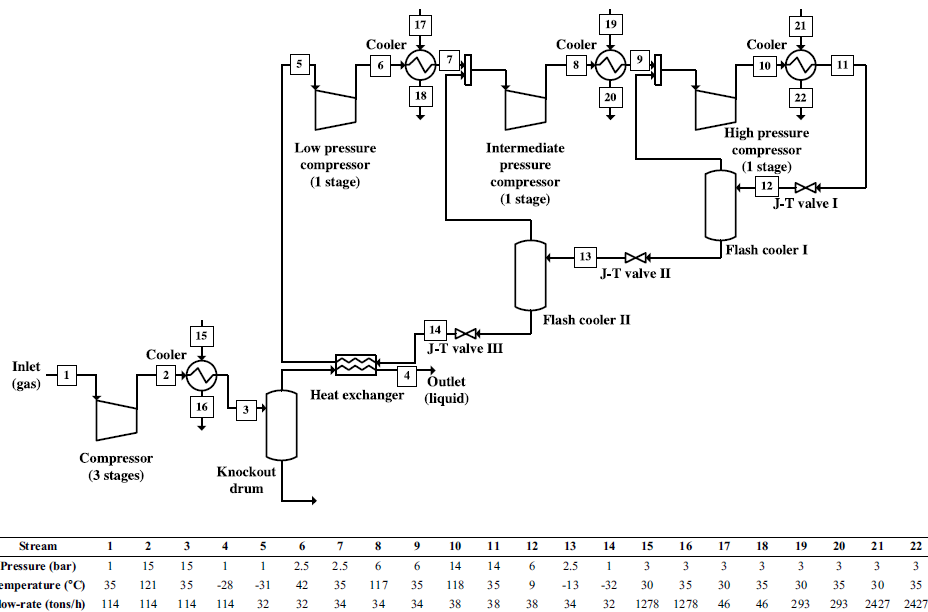 17
19
21
Cooler
Cooler
Cooler
5
6
7
8
9
10
11
18
20
22
Low pressure
compressor
(1 stage)
Intermediate
pressure
compressor
(1 stage)
High pressure
compressor
(1 stage)
12
J-T valve I
Flash cooler I
13
J-T valve II
Flash cooler II
14
J-T valve III
15
Cooler
Inlet
(gas)
1
2
4
Outlet
(liquid)
Heat exchanger
16
3
Compressor
(3 stages)
Knockout
drum
Stream 1 2 3 4 5 6 7 8 9 10 11 12 13 14 15 16 17 18 19 20 21 22
Pressure (bar) 1 15 15 1 1 2.5 2.5 6 6 14 14 6 2.5 1 3 3 3 3 3 3 3 3
emperature (°C) 35 121 35 -28 -31 42 35 117 35 118 35 9 -13 -32 30 35 30 35 30 35 30 35
low-rate (tons/h) 114 114 114 114 32 32 34 34 34 38 38 38 34 32 1278 1278 46 46 293 293 2427 2427